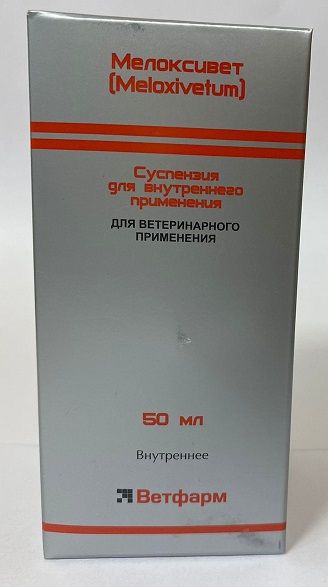 Мелоксивет
(Meloxivetum)
Суспензия
для внутреннего
применения
ДЛЯ ВЕТЕРИНАРНОГО
ПРИМЕНЕНИЯ
50 мл
Внутреннее
Ветфарм